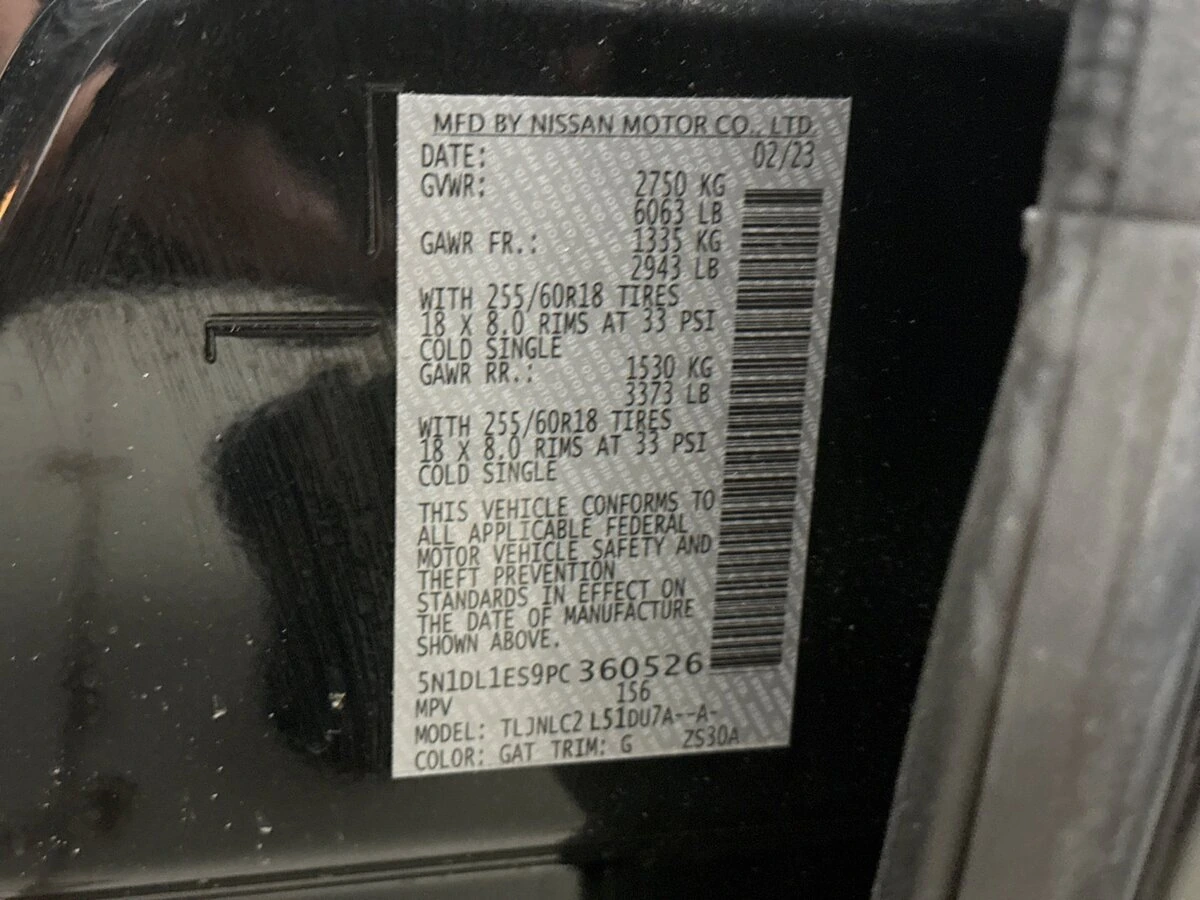 MFD BY NISSAN MOTOR CO., LTD.
DATE: 02/23
GVWR: 2750 KG
6063 LB
GAWR FR.: 1335 KG
2943 LB
WITH 255/60R18 TIRES
18 X 8.0 RIMS AT 33 PSI
COLD SINGLE
GAWR RR.: 1530 KG
3373 LB
WITH 255/60R18 TIRES
18 X 8.0 RIMS AT 33 PSI
COLD SINGLE
THIS VEHICLE CONFORMS TO
ALL APPLICABLE FEDERAL
MOTOR VEHICLE SAFETY AND
THEFT PREVENTION
STANDARDS IN EFFECT ON
THE DATE OF MANUFACTURE
SHOWN ABOVE.
5N1DL1ES9PC 360526
MPV 156
MODEL: TLJNLC2 L51DU7A--A-
COLOR: GAT TRIM: G ZS30A